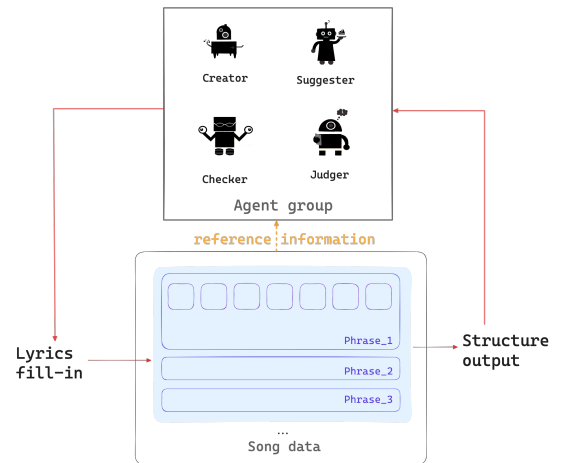 Creator
Suggester
Checker
Judger
Agent group
reference information
Phrase_1
Lyrics
fill-in
Structure
output
Phrase_2
Phrase_3
...
Song data